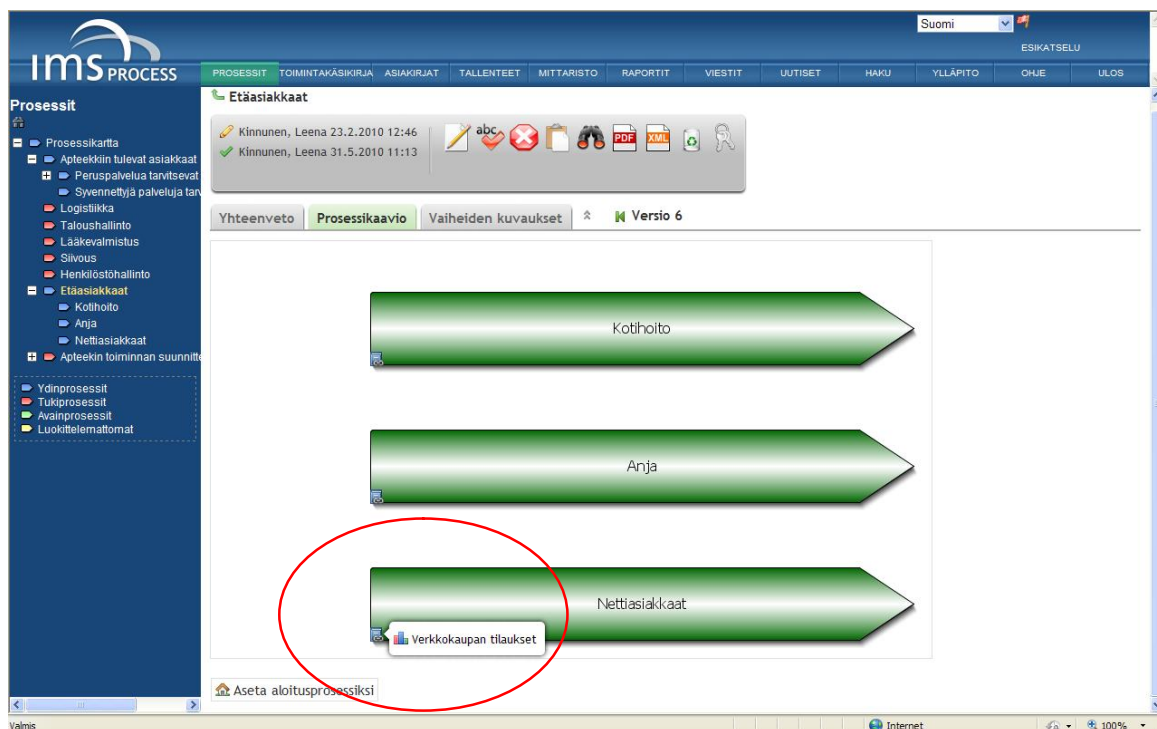 Suomi
ESIKATSELU
IMS PROCESS
PROSESSIT TOIMINTAKÄSIKIRJA ASIAKIRJAT TALLENTEET MITTARISTO RAPORTIT VIESTIT UUTISET HAKU YLLÄPITO OHJE ULOS
Prosessit
Prosessikartta
Apteekkiin tulevat asiakkaat
Peruspalvelua tarvitsevat
Syvennettyjä palveluja tarv
Logistiikka
Taloushallinto
Lääkevalmistus
Siivous
Henkilöstöhallinto
Etäasiakkaat
Kotihoito
Anja
Nettiasiakkaat
Apteekin toiminnan suunnitte
Ydinprosessit
Tukiprosessit
Avainprosessit
Luokittelemattomat
Etäasiakkaat
Kinnunen, Leena 23.2.2010 12:46
Kinnunen, Leena 31.5.2010 11:13
abc
PDF
XML
Yhteenveto Prosessikaavio Vaiheiden kuvaukset Versio 6
Kotihoito
Anja
Nettiasiakkaat
Verkkokaupan tilaukset
Aseta aloitusprosessiksi
Valmis
Internet
100%